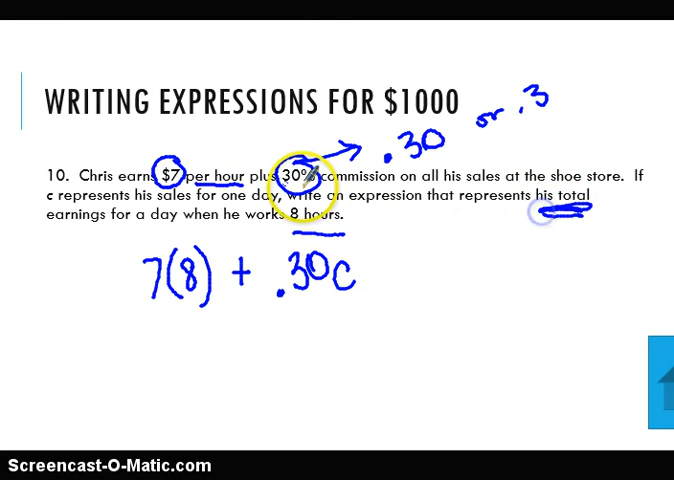 WRITING EXPRESSIONS FOR $1000
or .3
.30
10. Chris earns $7 per hour plus 30% commission on all his sales at the shoe store. If
c represents his sales for one day, write an expression that represents his total
earnings for a day when he works 8 hours.
7(8) + .30c
Screencast-O-Matic.com